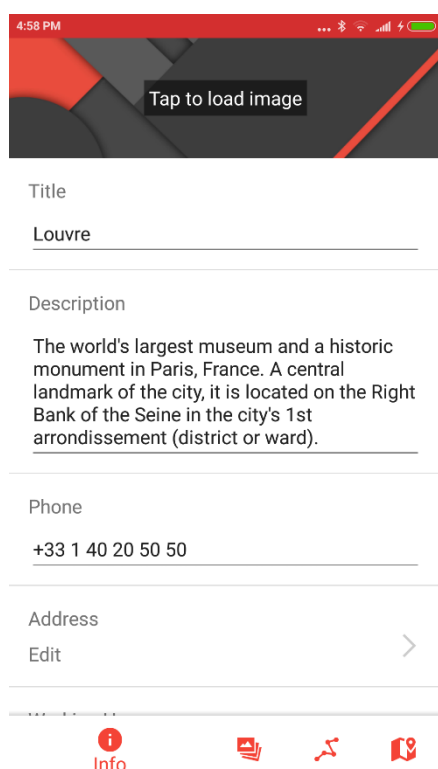 4:58 PM
Tap to load image
Title
Louvre
Description
The world's largest museum and a historic
monument in Paris, France. A central
landmark of the city, it is located on the Right
Bank of the Seine in the city's 1st
arrondissement (district or ward).
Phone
+33 1 40 20 50 50
Address
Edit
Info